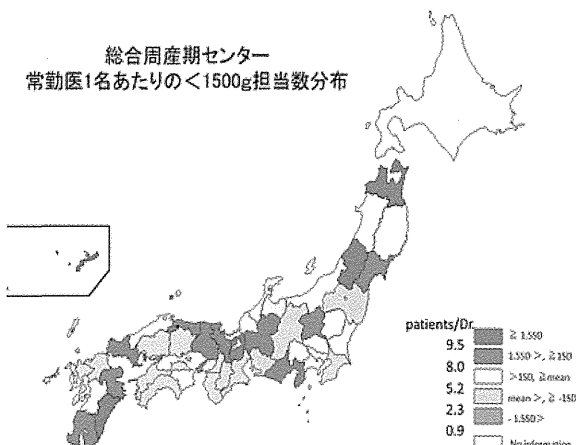 総合周産期センター
常勤医1名あたりの<1500g担当数分布
patients/Dr.
≧ 1.5SD
9.5
1.5SD >, ≧1SD
8.0
>1SD, ≧mean
5.2
mean >, ≧ -1SD
2.3
- 1.5SD >
0.9
No information